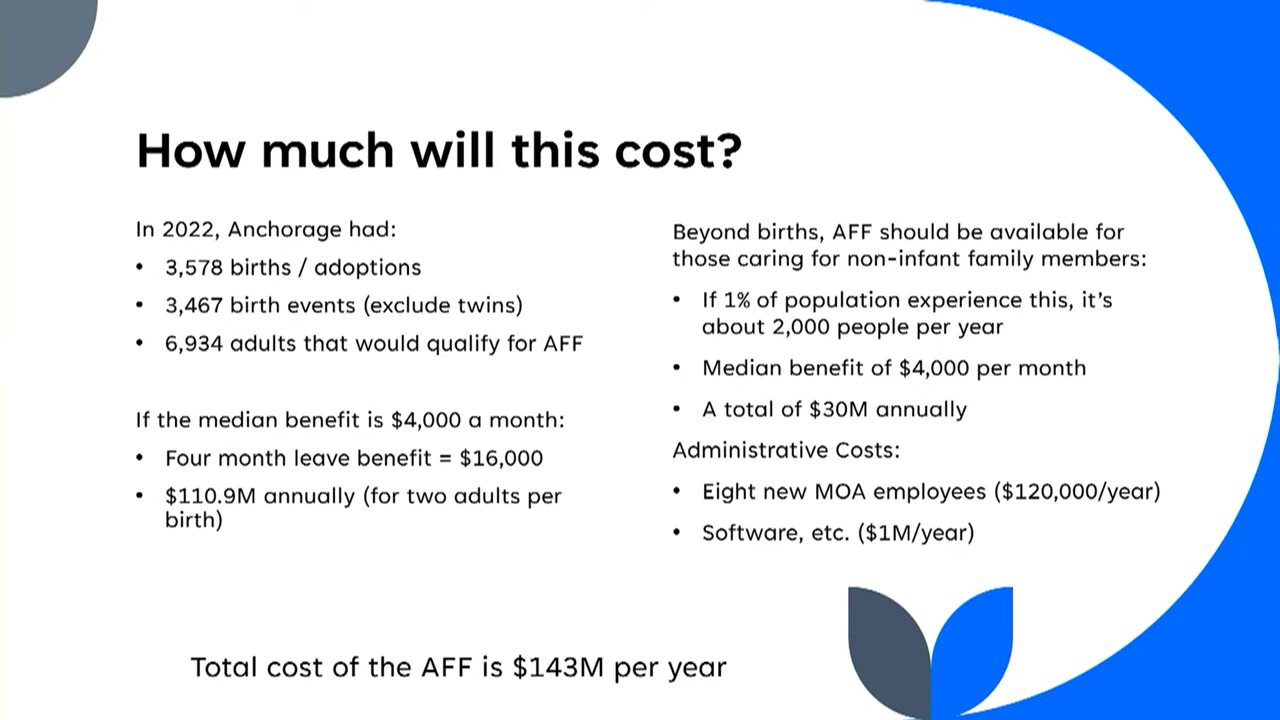 How much will this cost?
In 2022, Anchorage had:
• 3,578 births / adoptions
• 3,467 birth events (exclude twins)
• 6,934 adults that would qualify for AFF
If the median benefit is $4,000 a month:
• Four month leave benefit = $16,000
• $110.9M annually (for two adults per
birth)
Beyond births, AFF should be available for
those caring for non-infant family members:
• If 1% of population experience this, it's
about 2,000 people per year
• Median benefit of $4,000 per month
• A total of $30M annually
Administrative Costs:
• Eight new MOA employees ($120,000/year)
• Software, etc. ($1M/year)
Total cost of the AFF is $143M per year